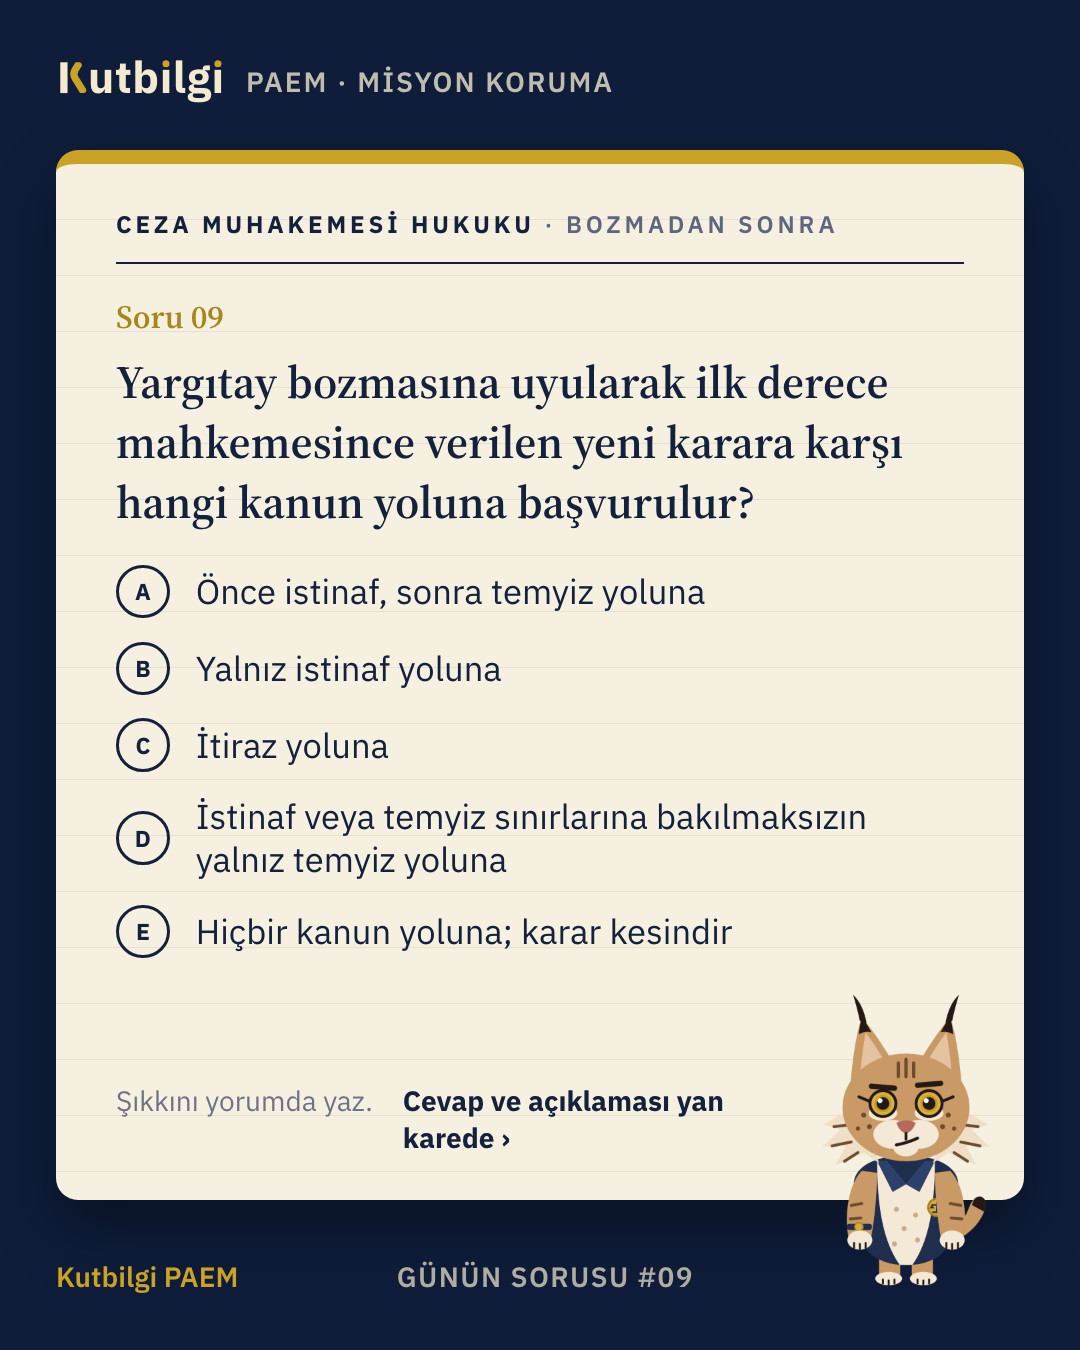 Kutbilgi PAEM · MİSYON KORUMA
CEZA MUHAKEMESİ HUKUKU · BOZMADAN SONRA
Soru 09
Yargıtay bozmasına uyularak ilk derece
mahkemesince verilen yeni karara karşı
hangi kanun yoluna başvurulur?
A Önce istinaf, sonra temyiz yoluna
B Yalnız istinaf yoluna
C İtiraz yoluna
D İstinaf veya temyiz sınırlarına bakılmaksızın
yalnız temyiz yoluna
E Hiçbir kanun yoluna; karar kesindir
Şıkkını yorumda yaz. Cevap ve açıklaması yan
karede ›
Kutbilgi PAEM GÜNÜN SORUSU #09